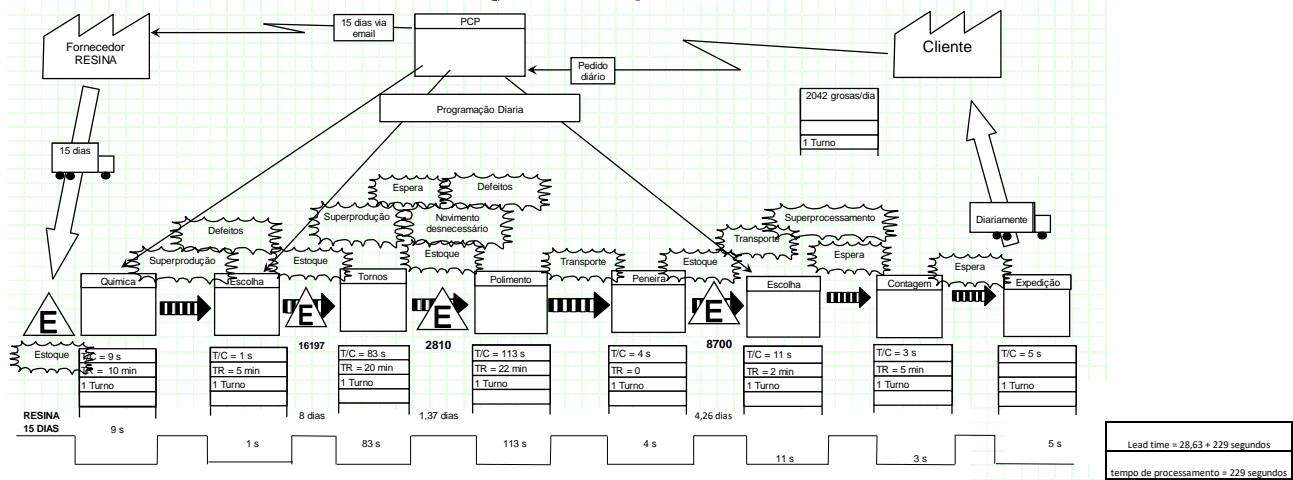 PCP
15 dias via
email
Fornecedor
RESINA
Cliente
Pedido
diário
Programação Diaria
2042 grosas/dia
1 Turno
15 dias
Diariamente
Espera
Defeitos
Superprodução
Novimento
desnecessário
Superprocessamento
Defeitos
Transporte
Superprodução
Estoque
Estoque
Transporte
Estoque
Espera
Espera
Quimica
Escolha
Tornos
Polimento
Peneira
Escolha
Contagem
Expedição
E
E
E
E
16197
2810
8700
Estoque
T/C = 9 s
TR = 10 min
1 Turno
T/C = 1 s
TR = 5 min
1 Turno
T/C = 83 s
TR = 20 min
1 Turno
T/C = 113 s
TR = 22 min
1 Turno
T/C = 4 s
TR = 0
1 Turno
T/C = 11 s
TR = 2 min
1 Turno
T/C = 3 s
TR = 5 min
1 Turno
T/C = 5 s
1 Turno
RESINA
15 DIAS
8 dias
1,37 dias
4,26 dias
9 s
1 s
83 s
113 s
4 s
11 s
3 s
5 s
Lead time = 28,63 + 229 segundos
tempo de processamento = 229 segundos